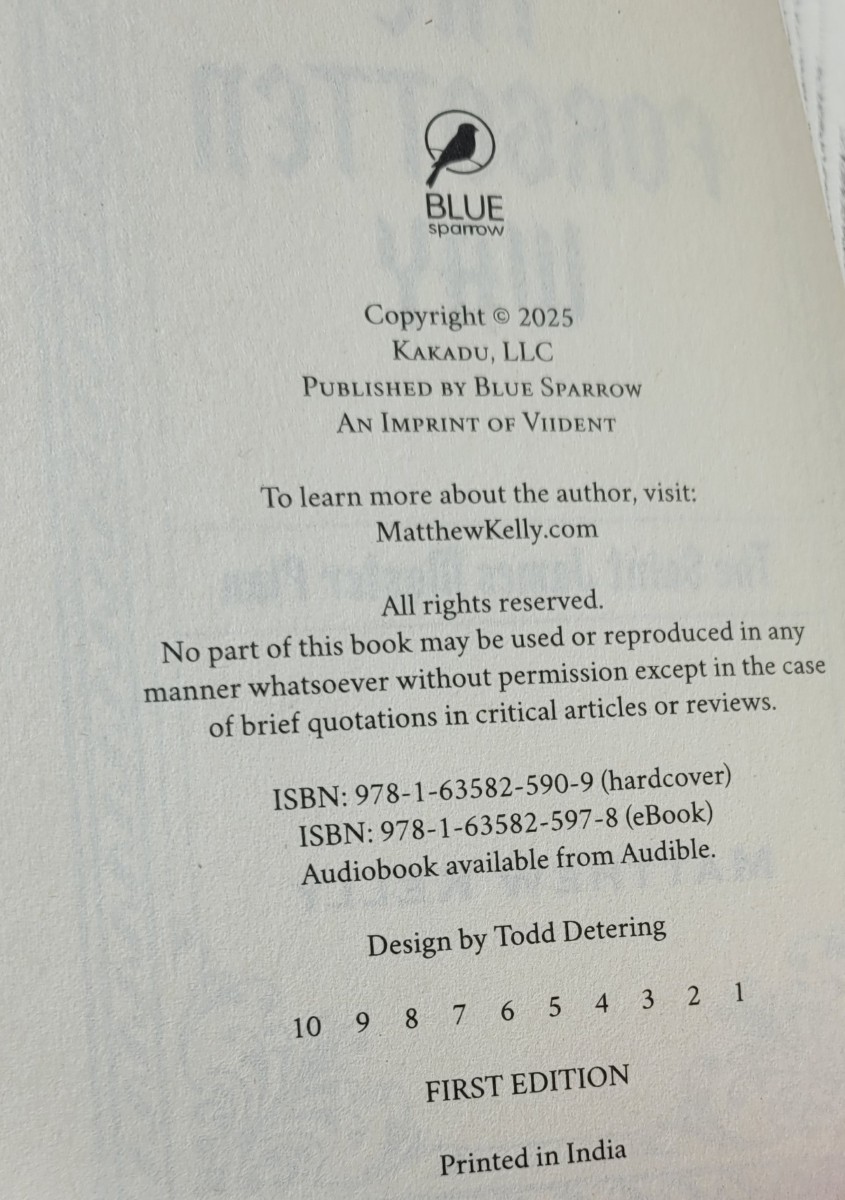 BLUE
sparrow
Copyright © 2025
KAKADU, LLC
PUBLISHED BY BLUE SPARROW
AN IMPRINT OF VIIDENT
To learn more about the author, visit:
MatthewKelly.com
All rights reserved.
No part of this book may be used or reproduced in any
manner whatsoever without permission except in the case
of brief quotations in critical articles or reviews.
ISBN: 978-1-63582-590-9 (hardcover)
ISBN: 978-1-63582-597-8 (eBook)
Audiobook available from Audible.
Design by Todd Detering
10 9 8 7 6 5 4 3 2 1
FIRST EDITION
Printed in India